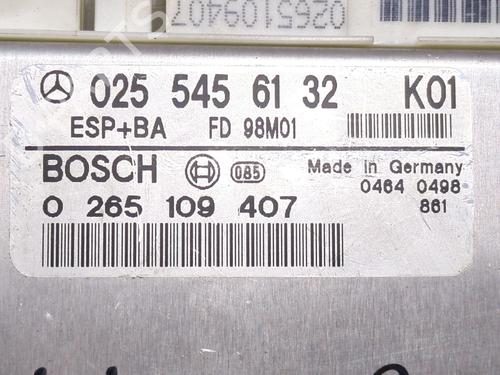 0265109407
025 545 61 32 K01
ESP+BA FD 98M01
BOSCH 085 Made in Germany
0464 0498
0 265 109 407 861